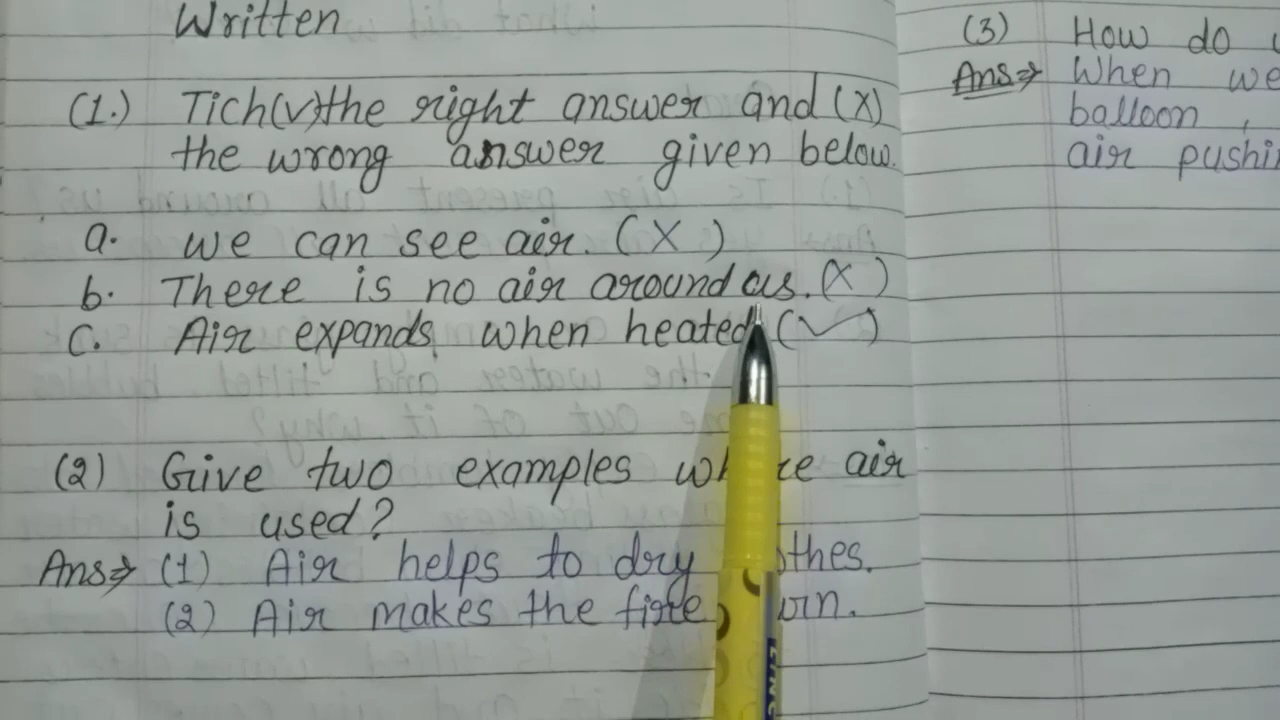 Written
(1.) Tich(v)the right answer and (X)
the wrong answer given below.
a. we can see air. (X)
b. There is no air around us. (X)
c. Air expands when heated (✓)
(2) Give two examples air
is used?
Ans⇒ (1) Air helps to dry
(2) Air makes the fire
(3) How do
Ans⇒ When we
balloon,
air